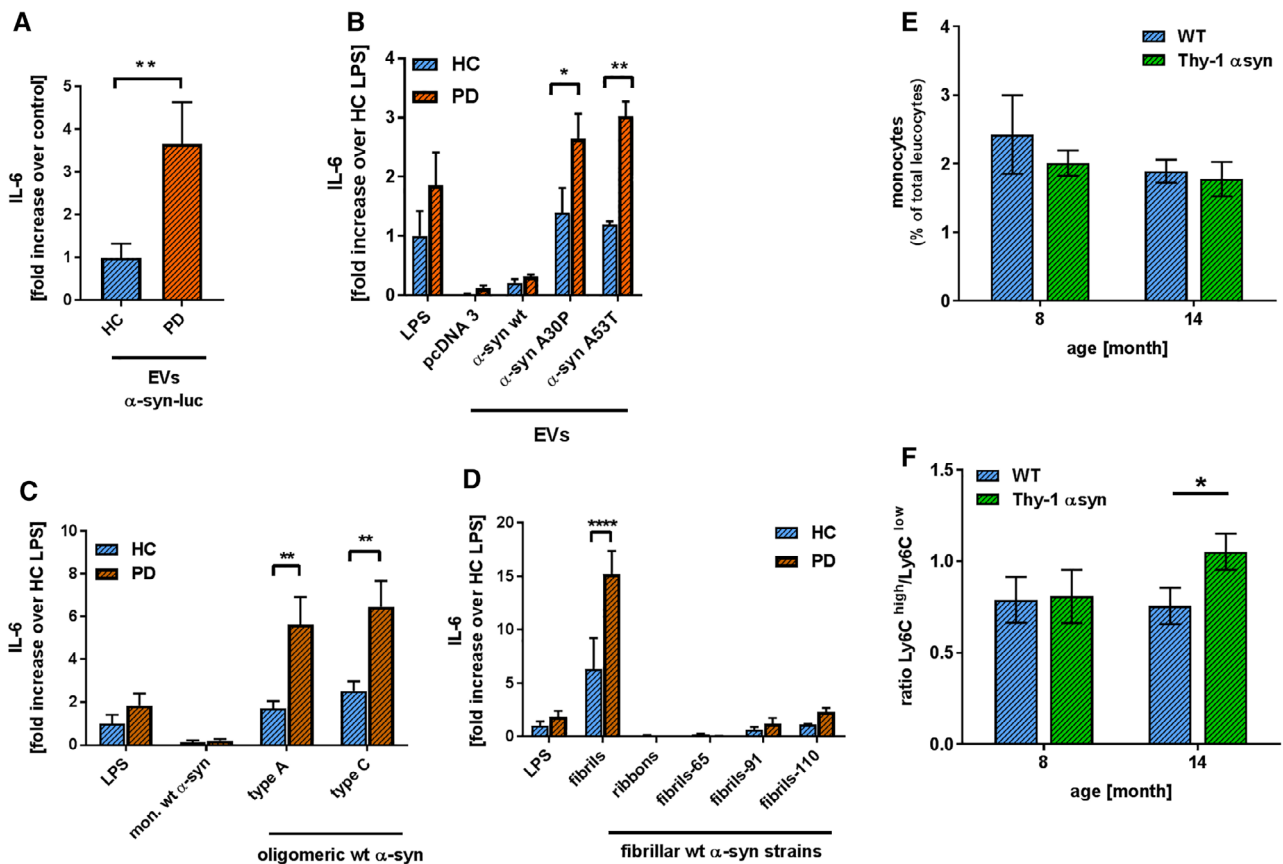 A
IL-6
[fold increase over control]
5
4
3
2
1
0
**
HC
PD
EVs
α-syn-luc
B
IL-6
[fold increase over HC LPS]
4
3
2
1
0
HC
PD
*
**
LPS
pcDNA 3
α-syn wt
α-syn A30P
α-syn A53T
EVs
E
monocytes
(% of total leucocytes)
4
3
2
1
0
WT
Thy-1 αsyn
8
14
age [month]
C
IL-6
[fold increase over HC LPS]
10
8
6
4
2
0
HC
PD
**
**
LPS
mon. wt α-syn
type A
type C
oligomeric wt α-syn
D
IL-6
[fold increase over HC LPS]
20
15
10
5
0
****
HC
PD
LPS
fibrils
ribbons
fibrils-65
fibrils-91
fibrils-110
fibrillar wt α-syn strains
F
ratio Ly6C high/Ly6C low
1.5
1.0
0.5
0.0
WT
Thy-1 αsyn
*
8
14
age [month]